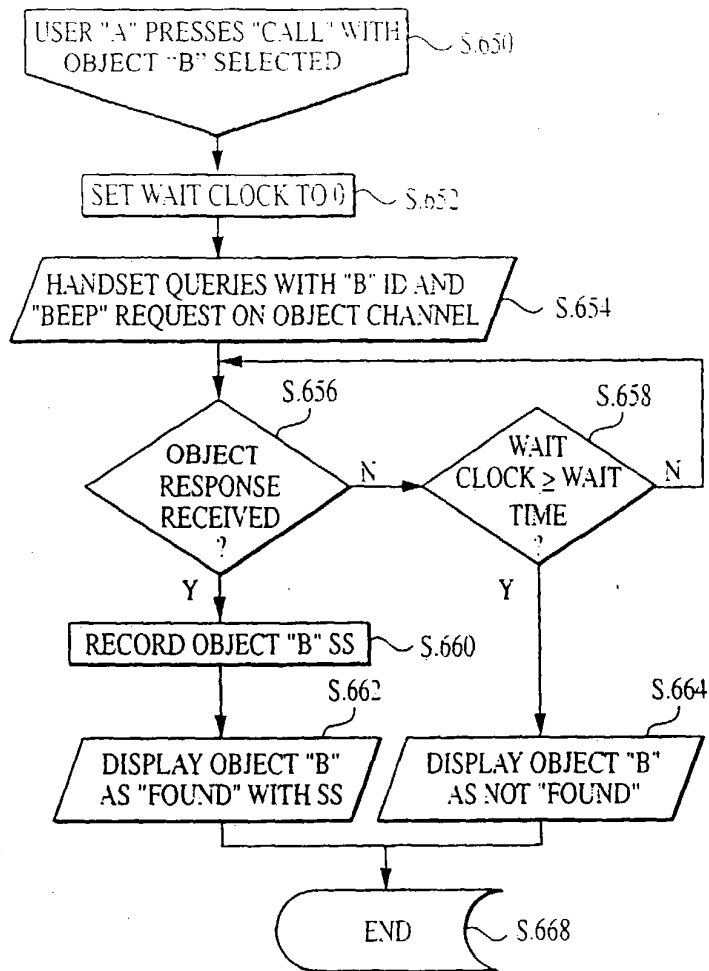 USER "A" PRESSES "CALL" WITH
OBJECT "B" SELECTED
S.650
SET WAIT CLOCK TO 0
S.652
HANDSET QUERIES WITH "B" ID AND
"BEEP" REQUEST ON OBJECT CHANNEL
S.654
S.656
OBJECT
RESPONSE
RECEIVED
?
N
Y
S.658
WAIT
CLOCK ≥ WAIT
TIME
?
N
Y
RECORD OBJECT "B" SS
S.660
S.662
DISPLAY OBJECT "B"
AS "FOUND" WITH SS
S.664
DISPLAY OBJECT "B"
AS NOT "FOUND"
END
S.668